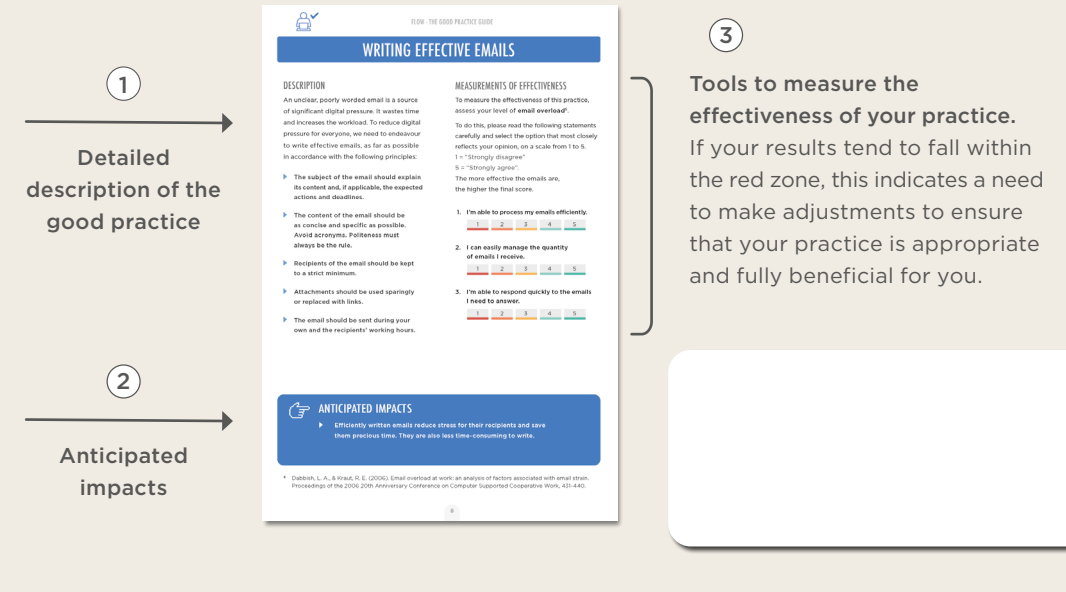 1
Detailed
description of the
good practice
2
Anticipated
impacts
FLOW - THE GOOD PRACTICE GUIDE
WRITING EFFECTIVE EMAILS
DESCRIPTION
An unclear, poorly worded email is a source
of significant digital pressure. It wastes time
and increases the workload. To reduce digital
pressure for everyone, we need to endeavour
to write effective emails, as far as possible
in accordance with the following principles:
The subject of the email should explain
its content and, if applicable, the expected
actions and deadlines.
The content of the email should be
as concise and specific as possible.
Avoid acronyms. Politeness must
always be the rule.
Recipients of the email should be kept
to a strict minimum.
Attachments should be used sparingly
or replaced with links.
The email should be sent during your
own and the recipients' working hours.
MEASUREMENTS OF EFFECTIVENESS
To measure the effectiveness of this practice,
assess your level of email overload*.
To do this, please read the following statements
carefully and select the option that most closely
reflects your opinion, on a scale from 1 to 5.
1 = "Strongly disagree"
5 = "Strongly agree".
The more effective the emails are,
the higher the final score.
1. I'm able to process my emails efficiently.
1 2 3 4 5
2. I can easily manage the quantity
of emails I receive.
1 2 3 4 5
3. I'm able to respond quickly to the emails
I need to answer.
1 2 3 4 5
ANTICIPATED IMPACTS
Efficiently written emails reduce stress for their recipients and save
them precious time. They are also less time-consuming to write.
* Dabbish, L. A., & Kraut, R. E. (2006). Email overload at work: an analysis of factors associated with email strain.
Proceedings of the 2006 20th Anniversary Conference on Computer Supported Cooperative Work, 431-440.
3
Tools to measure the
effectiveness of your practice.
If your results tend to fall within
the red zone, this indicates a need
to make adjustments to ensure
that your practice is appropriate
and fully beneficial for you.